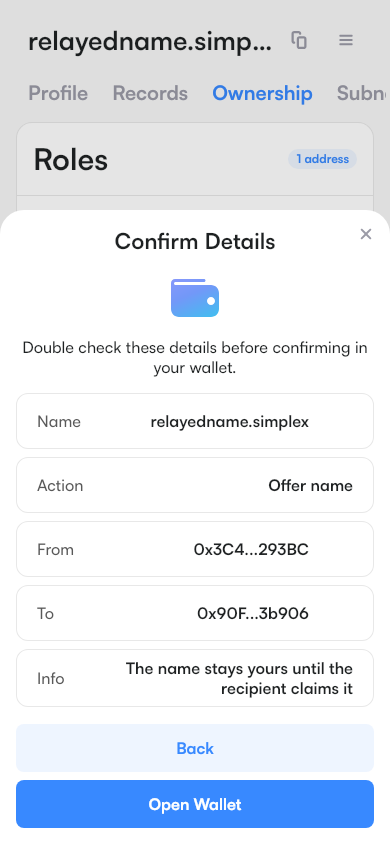 relayedname.simp...
Profile Records Ownership Subn
Roles
1 address
Confirm Details
Double check these details before confirming in
your wallet.
Name relayedname.simplex
Action Offer name
From 0x3C4...293BC
To 0x90F...3b906
Info The name stays yours until the
recipient claims it
Back
Open Wallet